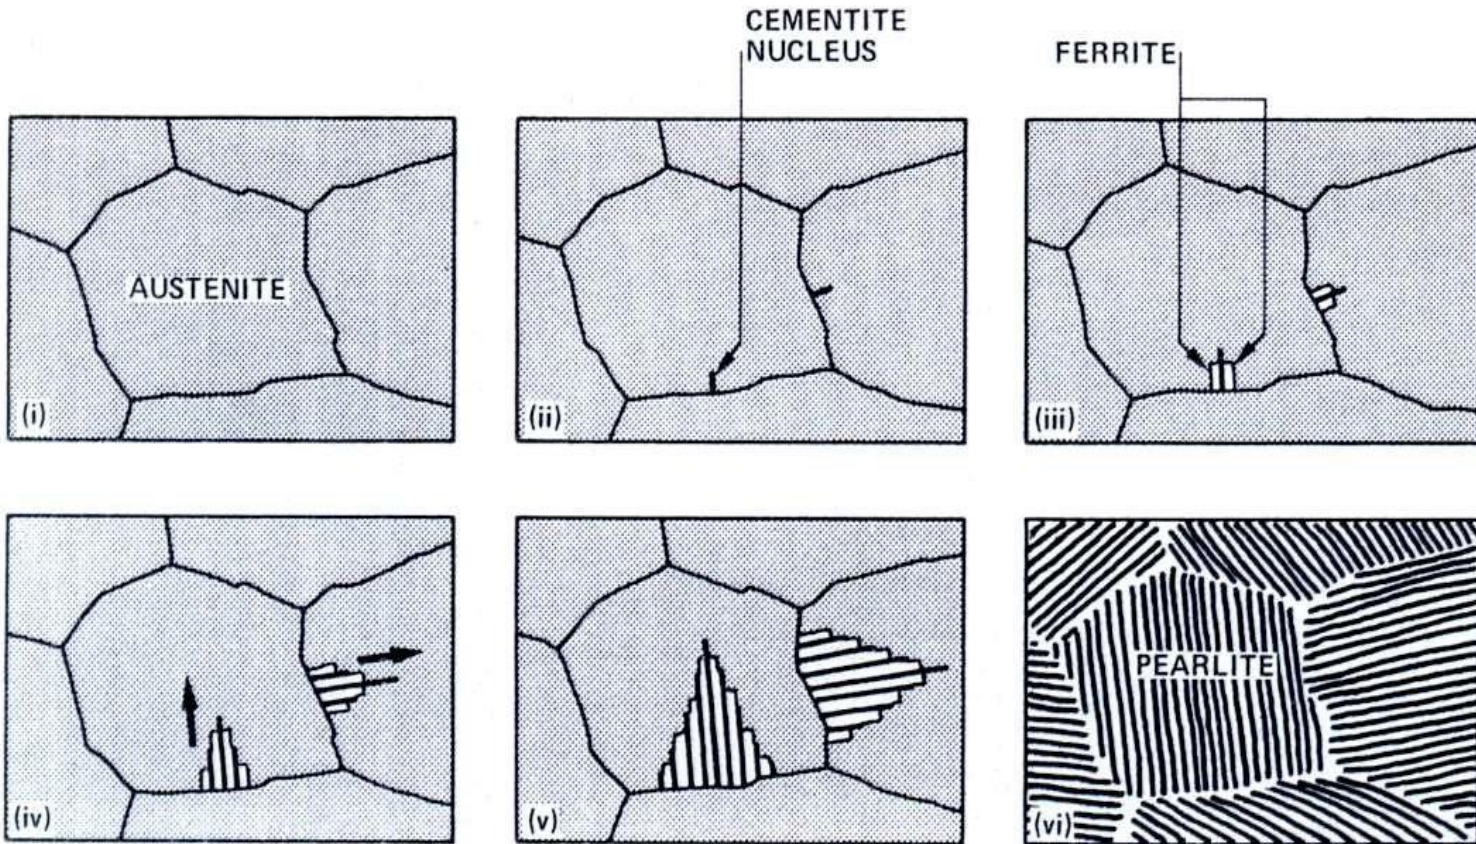 CEMENTITE
NUCLEUS
FERRITE
AUSTENITE
(i)
(ii)
(iii)
(iv)
(v)
PEARLITE
(vi)